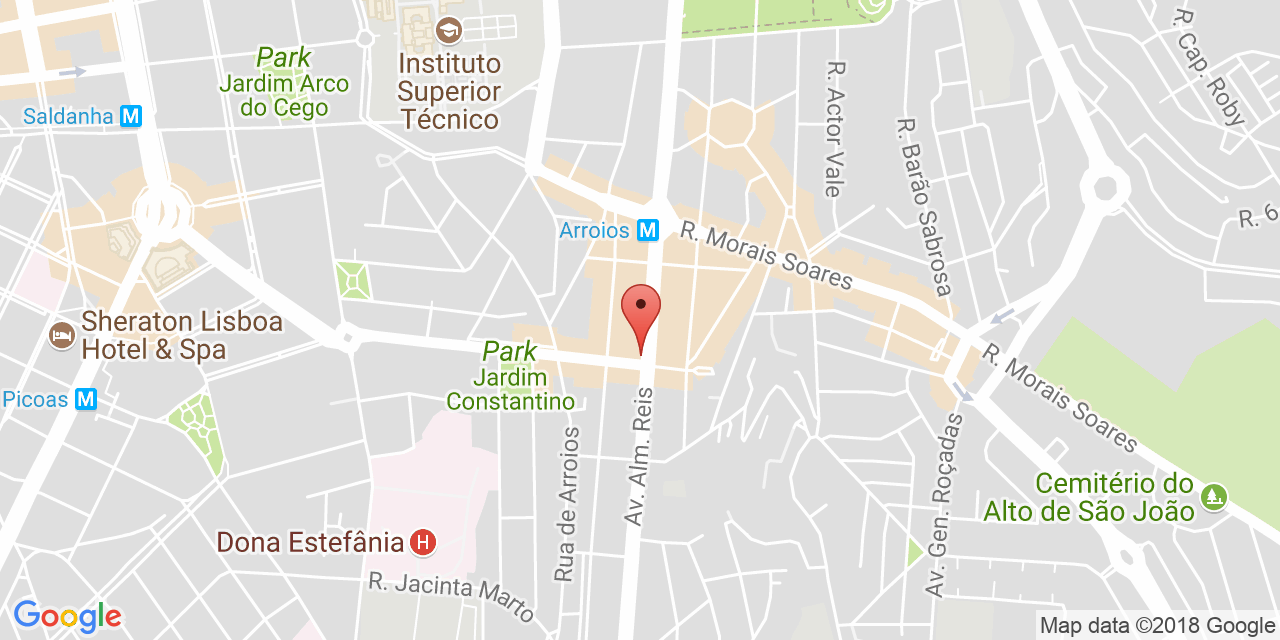 R. Cap. Roby
Park
Jardim Arco
do Cego
Instituto
Superior
Técnico
R. Actor Vale
Saldanha M
R. Barão Sabrosa
R. 6
Arroios M
R. Morais Soares
Sheraton Lisboa
Hotel & Spa
Park
Jardim
Constantino
R. Morais Soares
Picoas M
Av. Alm. Reis
Rua de Arroios
Av. Gen. Roçadas
Cemitério do
Alto de São João
Dona Estefânia H
R. Jacinta Marto
Google
Map data ©2018 Google